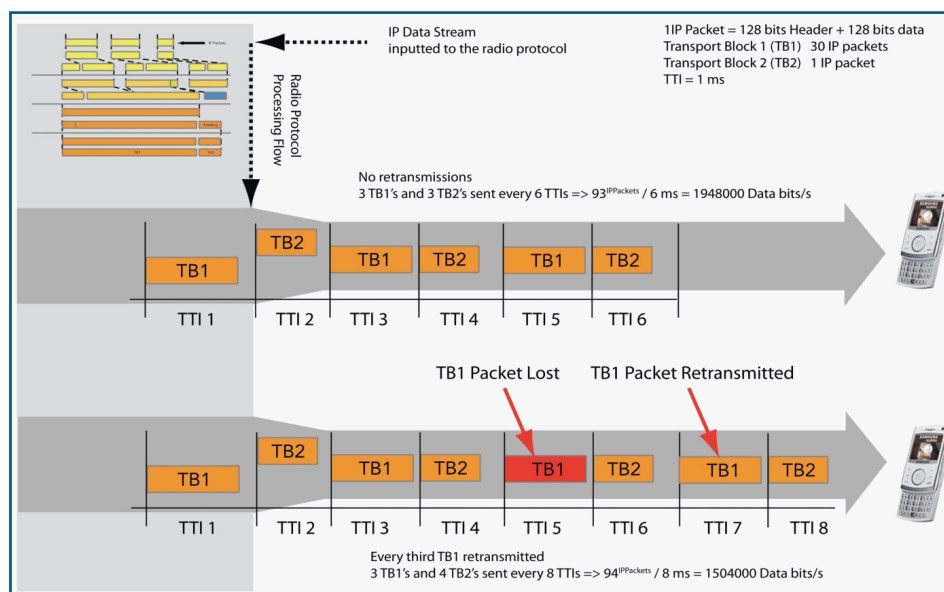 IP Packets
Padding
TB1
TB2
IP Data Stream
inputted to the radio protocol
1IP Packet = 128 bits Header + 128 bits data
Transport Block 1 (TB1) 30 IP packets
Transport Block 2 (TB2) 1 IP packet
TTI = 1 ms
Radio Protocol
Processing Flow
No retransmissions
3 TB1's and 3 TB2's sent every 6 TTIs => 93IPPackets / 6 ms = 1948000 Data bits/s
TB1 TB2 TB1 TB2 TB1 TB2
TTI 1 TTI 2 TTI 3 TTI 4 TTI 5 TTI 6
TB1 Packet Lost TB1 Packet Retransmitted
TB1 TB2 TB1 TB2 TB1 TB2 TB1 TB2
TTI 1 TTI 2 TTI 3 TTI 4 TTI 5 TTI 6 TTI 7 TTI 8
Every third TB1 retransmitted
3 TB1's and 4 TB2's sent every 8 TTIs => 94IPPackets / 8 ms = 1504000 Data bits/s